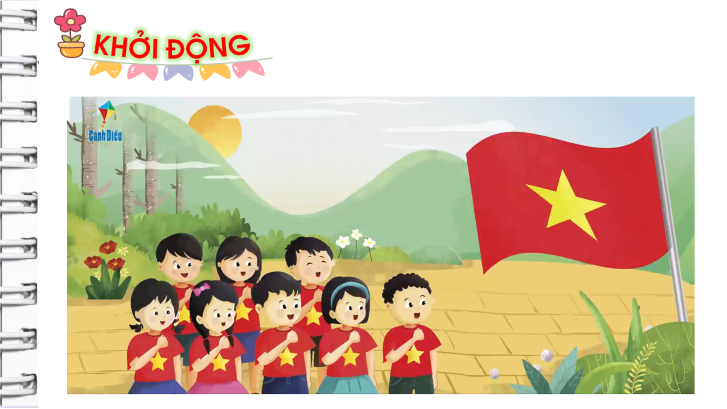 KHỞI ĐỘNG
Cánh Diều